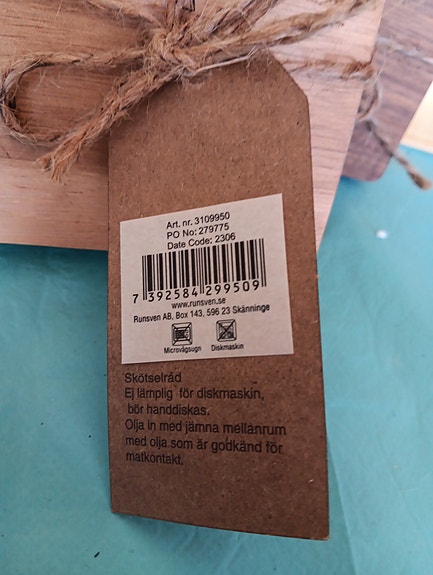 Art. nr. 3109950
PO No: 279775
Date Code: 2306
7 392584 299509
www.runsven.se
Runsven AB, Box 143, 596 23 Skänninge
Microvågsugn Diskmaskin
Skötselråd
Ej lämplig för diskmaskin,
bör handdiskas.
Olja in med jämna mellanrum
med olja som är godkänd för
matkontakt.